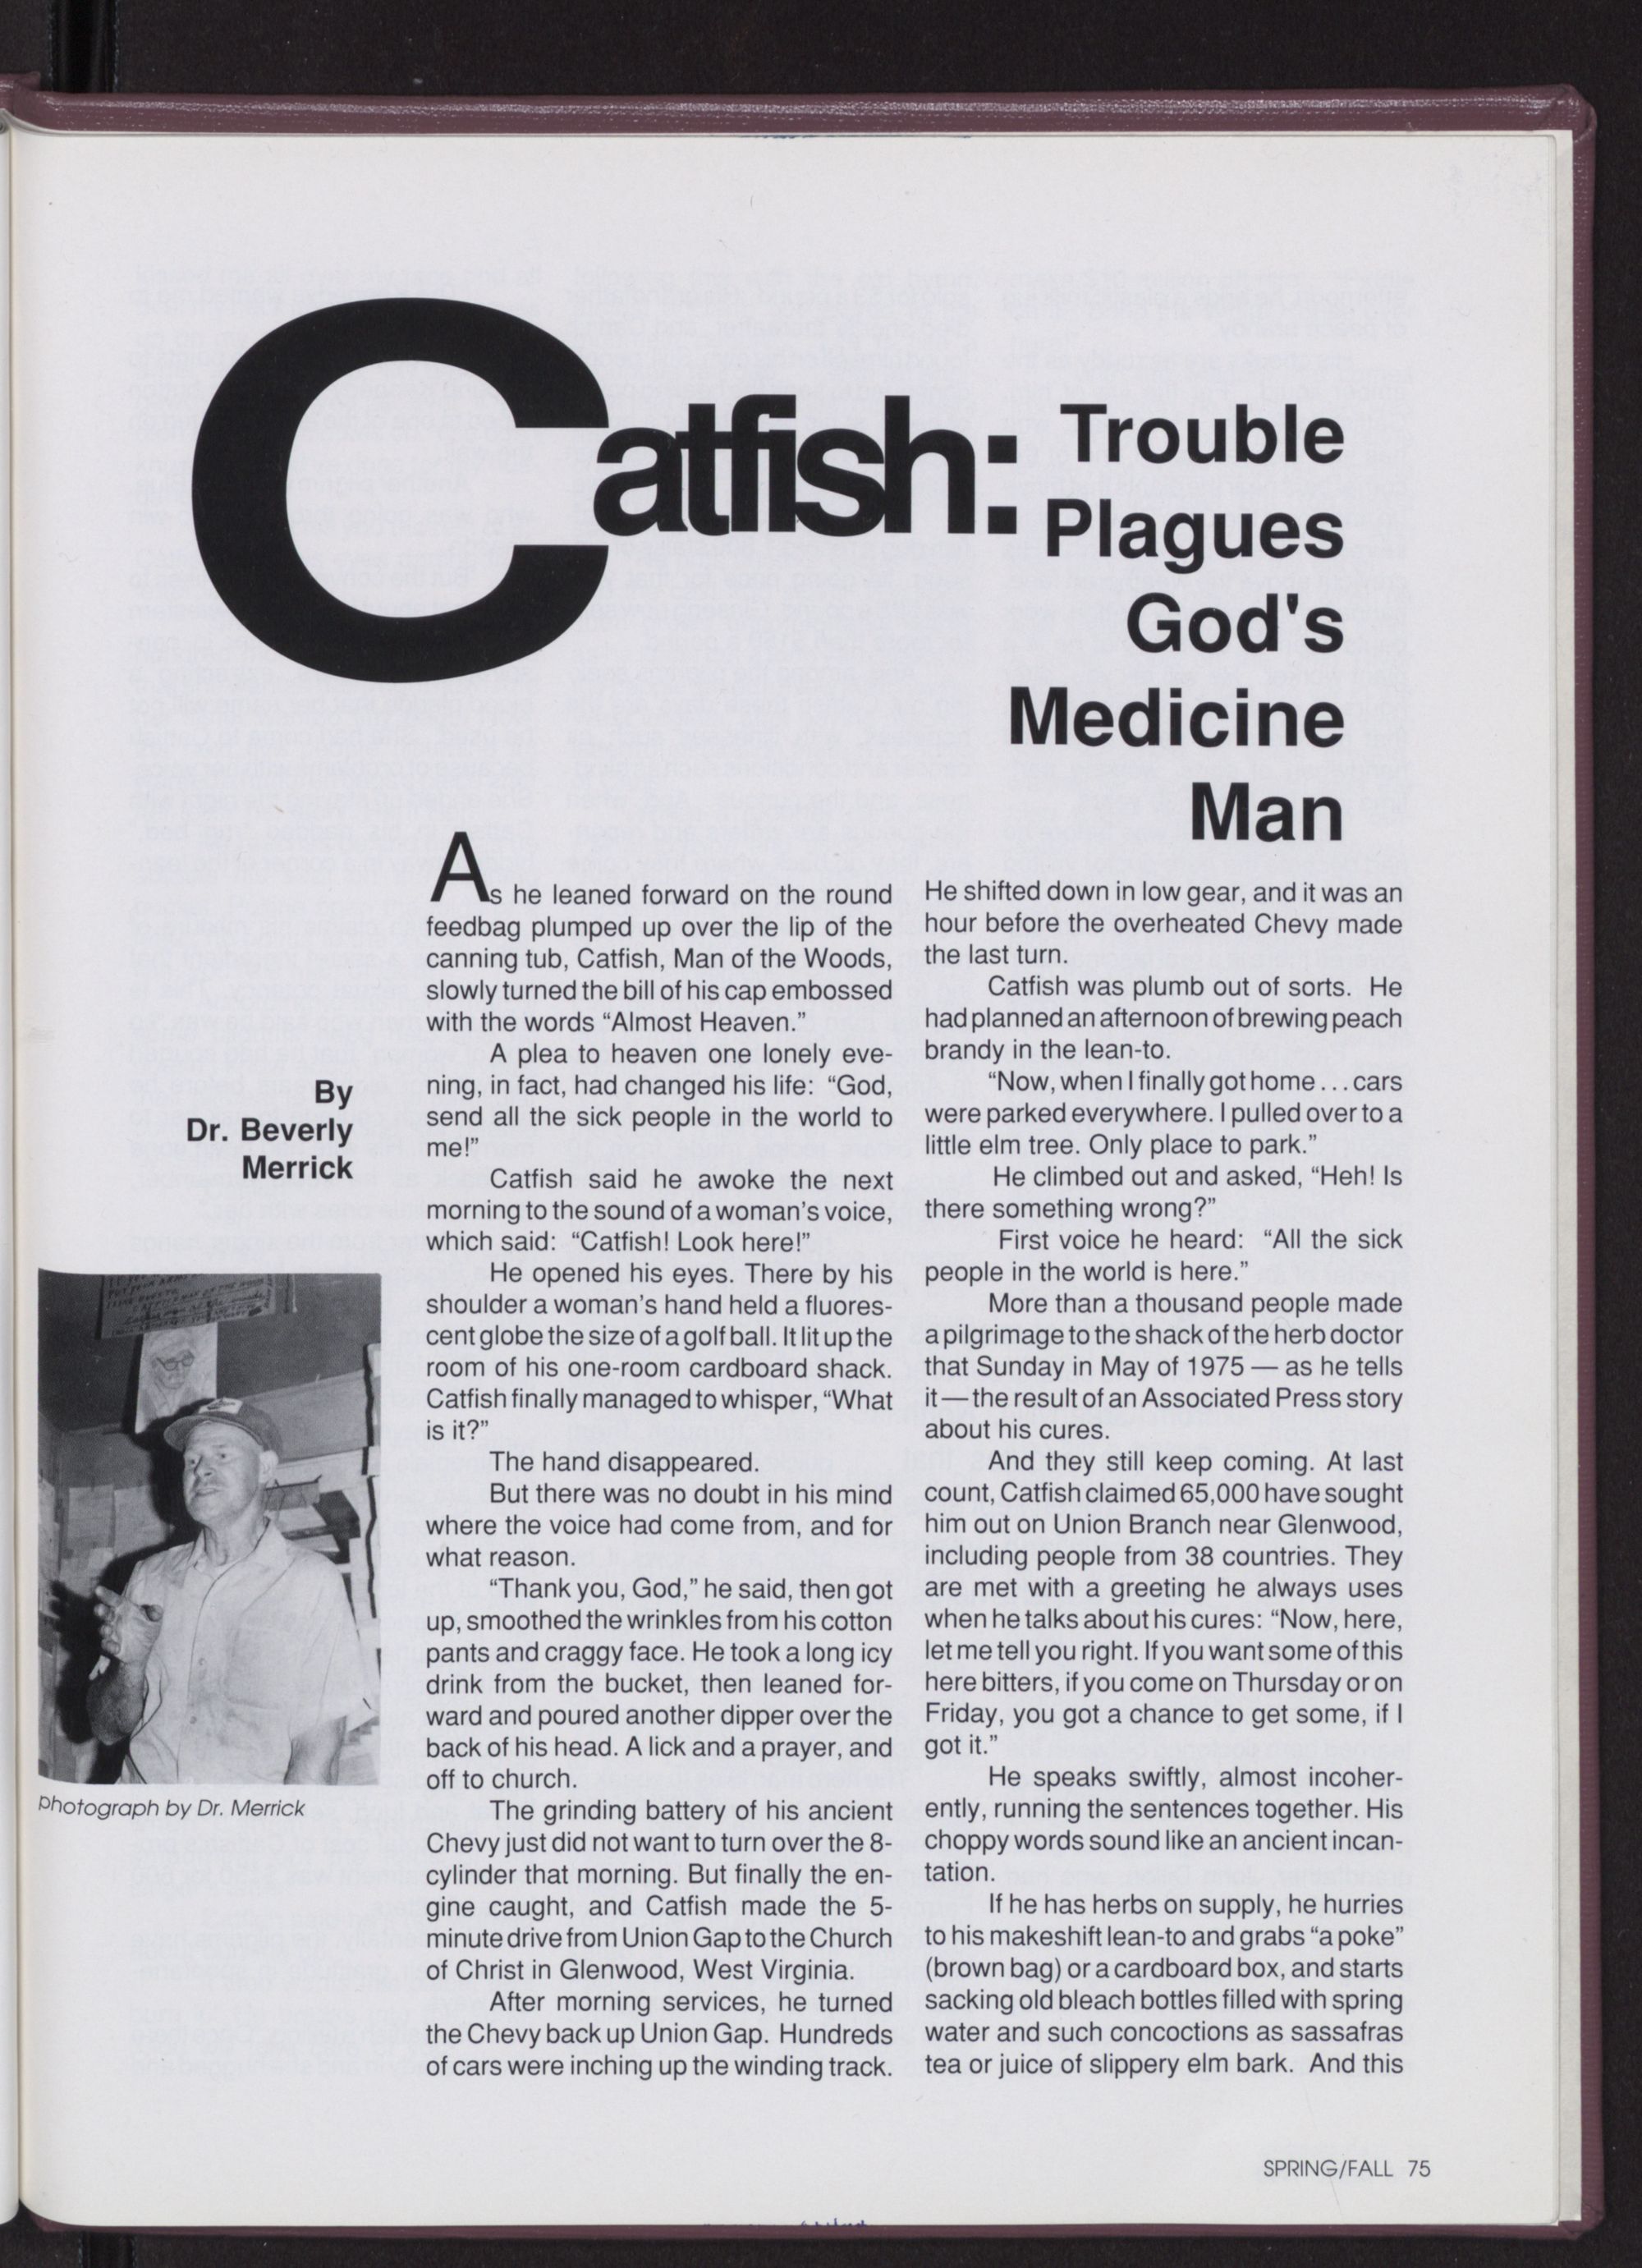 Catfish:
Trouble
Plagues
God's
Medicine
Man
By
Dr. Beverly
Merrick
photograph by Dr. Merrick
As he leaned forward on the round
feedbag plumped up over the lip of the
canning tub, Catfish, Man of the Woods,
slowly turned the bill of his cap embossed
with the words “Almost Heaven.”
A plea to heaven one lonely eve-
ning, in fact, had changed his life: “God,
send all the sick people in the world to
me!”
Catfish said he awoke the next
morning to the sound of a woman’s voice,
which said: “Catfish! Look here!”
He opened his eyes. There by his
shoulder a woman’s hand held a fluores-
cent globe the size of a golf ball. It lit up the
room of his one-room cardboard shack.
Catfish finally managed to whisper, “What
is it?”
The hand disappeared.
But there was no doubt in his mind
where the voice had come from, and for
what reason.
“Thank you, God,” he said, then got
up, smoothed the wrinkles from his cotton
pants and craggy face. He took a long icy
drink from the bucket, then leaned for-
ward and poured another dipper over the
back of his head. A lick and a prayer, and
off to church.
The grinding battery of his ancient
Chevy just did not want to turn over the 8-
cylinder that morning. But finally the en-
gine caught, and Catfish made the 5-
minute drive from Union Gap to the Church
of Christ in Glenwood, West Virginia.
After morning services, he turned
the Chevy back up Union Gap. Hundreds
of cars were inching up the winding track.
He shifted down in low gear, and it was an
hour before the overheated Chevy made
the last turn.
Catfish was plumb out of sorts. He
had planned an afternoon of brewing peach
brandy in the lean-to.
“Now, when I finally got home . . . cars
were parked everywhere. I pulled over to a
little elm tree. Only place to park.”
He climbed out and asked, “Heh! Is
there something wrong?”
First voice he heard: “All the sick
people in the world is here.”
More than a thousand people made
a pilgrimage to the shack of the herb doctor
that Sunday in May of 1975 — as he tells
it — the result of an Associated Press story
about his cures.
And they still keep coming. At last
count, Catfish claimed 65,000 have sought
him out on Union Branch near Glenwood,
including people from 38 countries. They
are met with a greeting he always uses
when he talks about his cures: “Now, here,
let me tell you right. If you want some of this
here bitters, if you come on Thursday or on
Friday, you got a chance to get some, if I
got it.”
He speaks swiftly, almost incoher-
ently, running the sentences together. His
choppy words sound like an ancient incan-
tation.
If he has herbs on supply, he hurries
to his makeshift lean-to and grabs “a poke”
(brown bag) or a cardboard box, and starts
sacking old bleach bottles filled with spring
water and such concoctions as sassafras
tea or juice of slippery elm bark. And this
SPRING/FALL 75